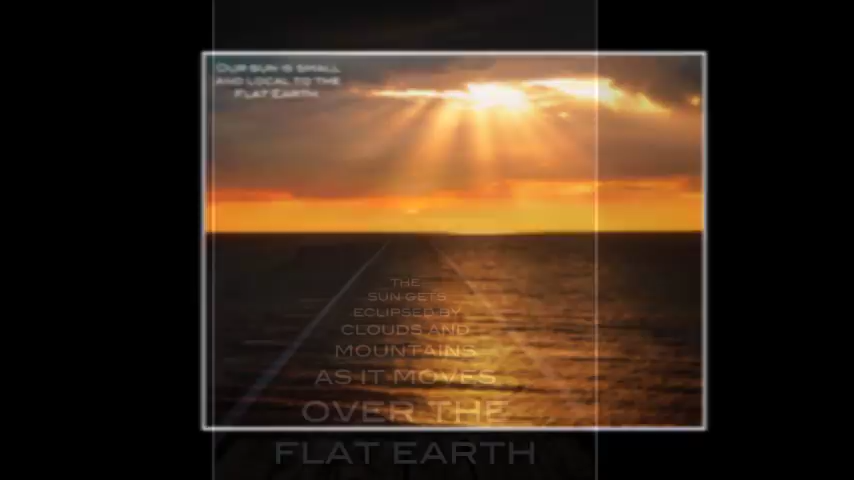 OUR SUN IS SMALL
AND LOCAL TO THE
FLAT EARTH
THE
SUN GETS
ECLIPSED BY
CLOUDS AND
MOUNTAINS
AS IT MOVES
OVER THE
FLAT EARTH